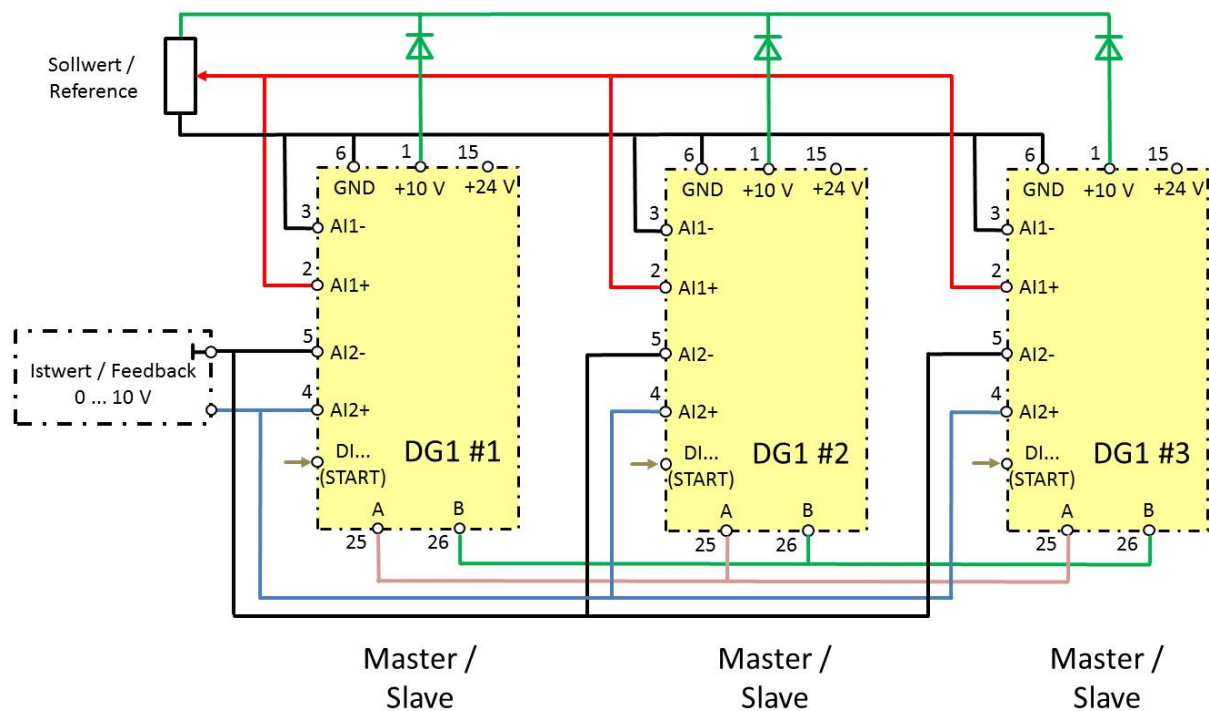 Sollwert /
Reference
6 1 15
GND +10 V +24 V
3 AI1-
2 AI1+
5 AI2-
4 AI2+
DI...
(START)
DG1 #1
A B
25 26
6 1 15
GND +10 V +24 V
3 AI1-
2 AI1+
5 AI2-
4 AI2+
DI...
(START)
DG1 #2
A B
25 26
6 1 15
GND +10 V +24 V
3 AI1-
2 AI1+
5 AI2-
4 AI2+
DI...
(START)
DG1 #3
A B
25 26
Istwert / Feedback
0 ... 10 V
Master /
Slave
Master /
Slave
Master /
Slave